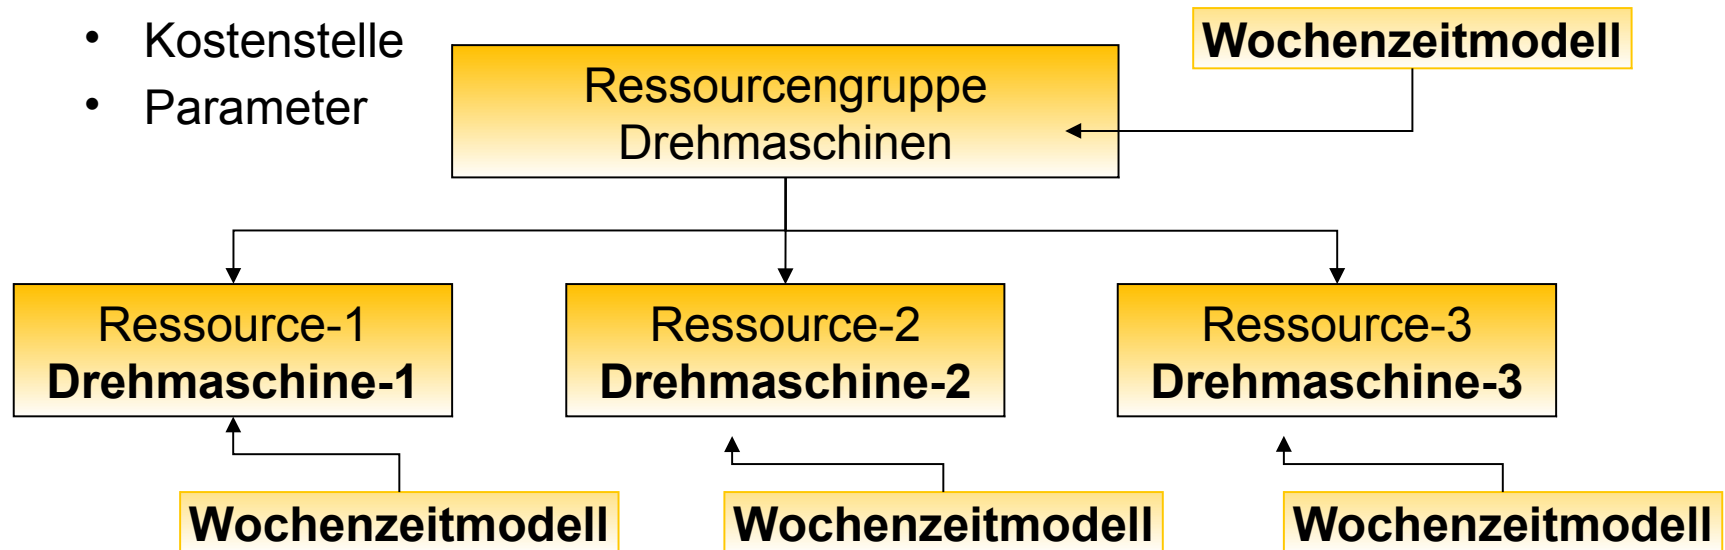 • Kostenstelle
• Parameter
Wochenzeitmodell
Ressourcengruppe
Drehmaschinen
Ressource-1
Drehmaschine-1
Ressource-2
Drehmaschine-2
Ressource-3
Drehmaschine-3
Wochenzeitmodell
Wochenzeitmodell
Wochenzeitmodell